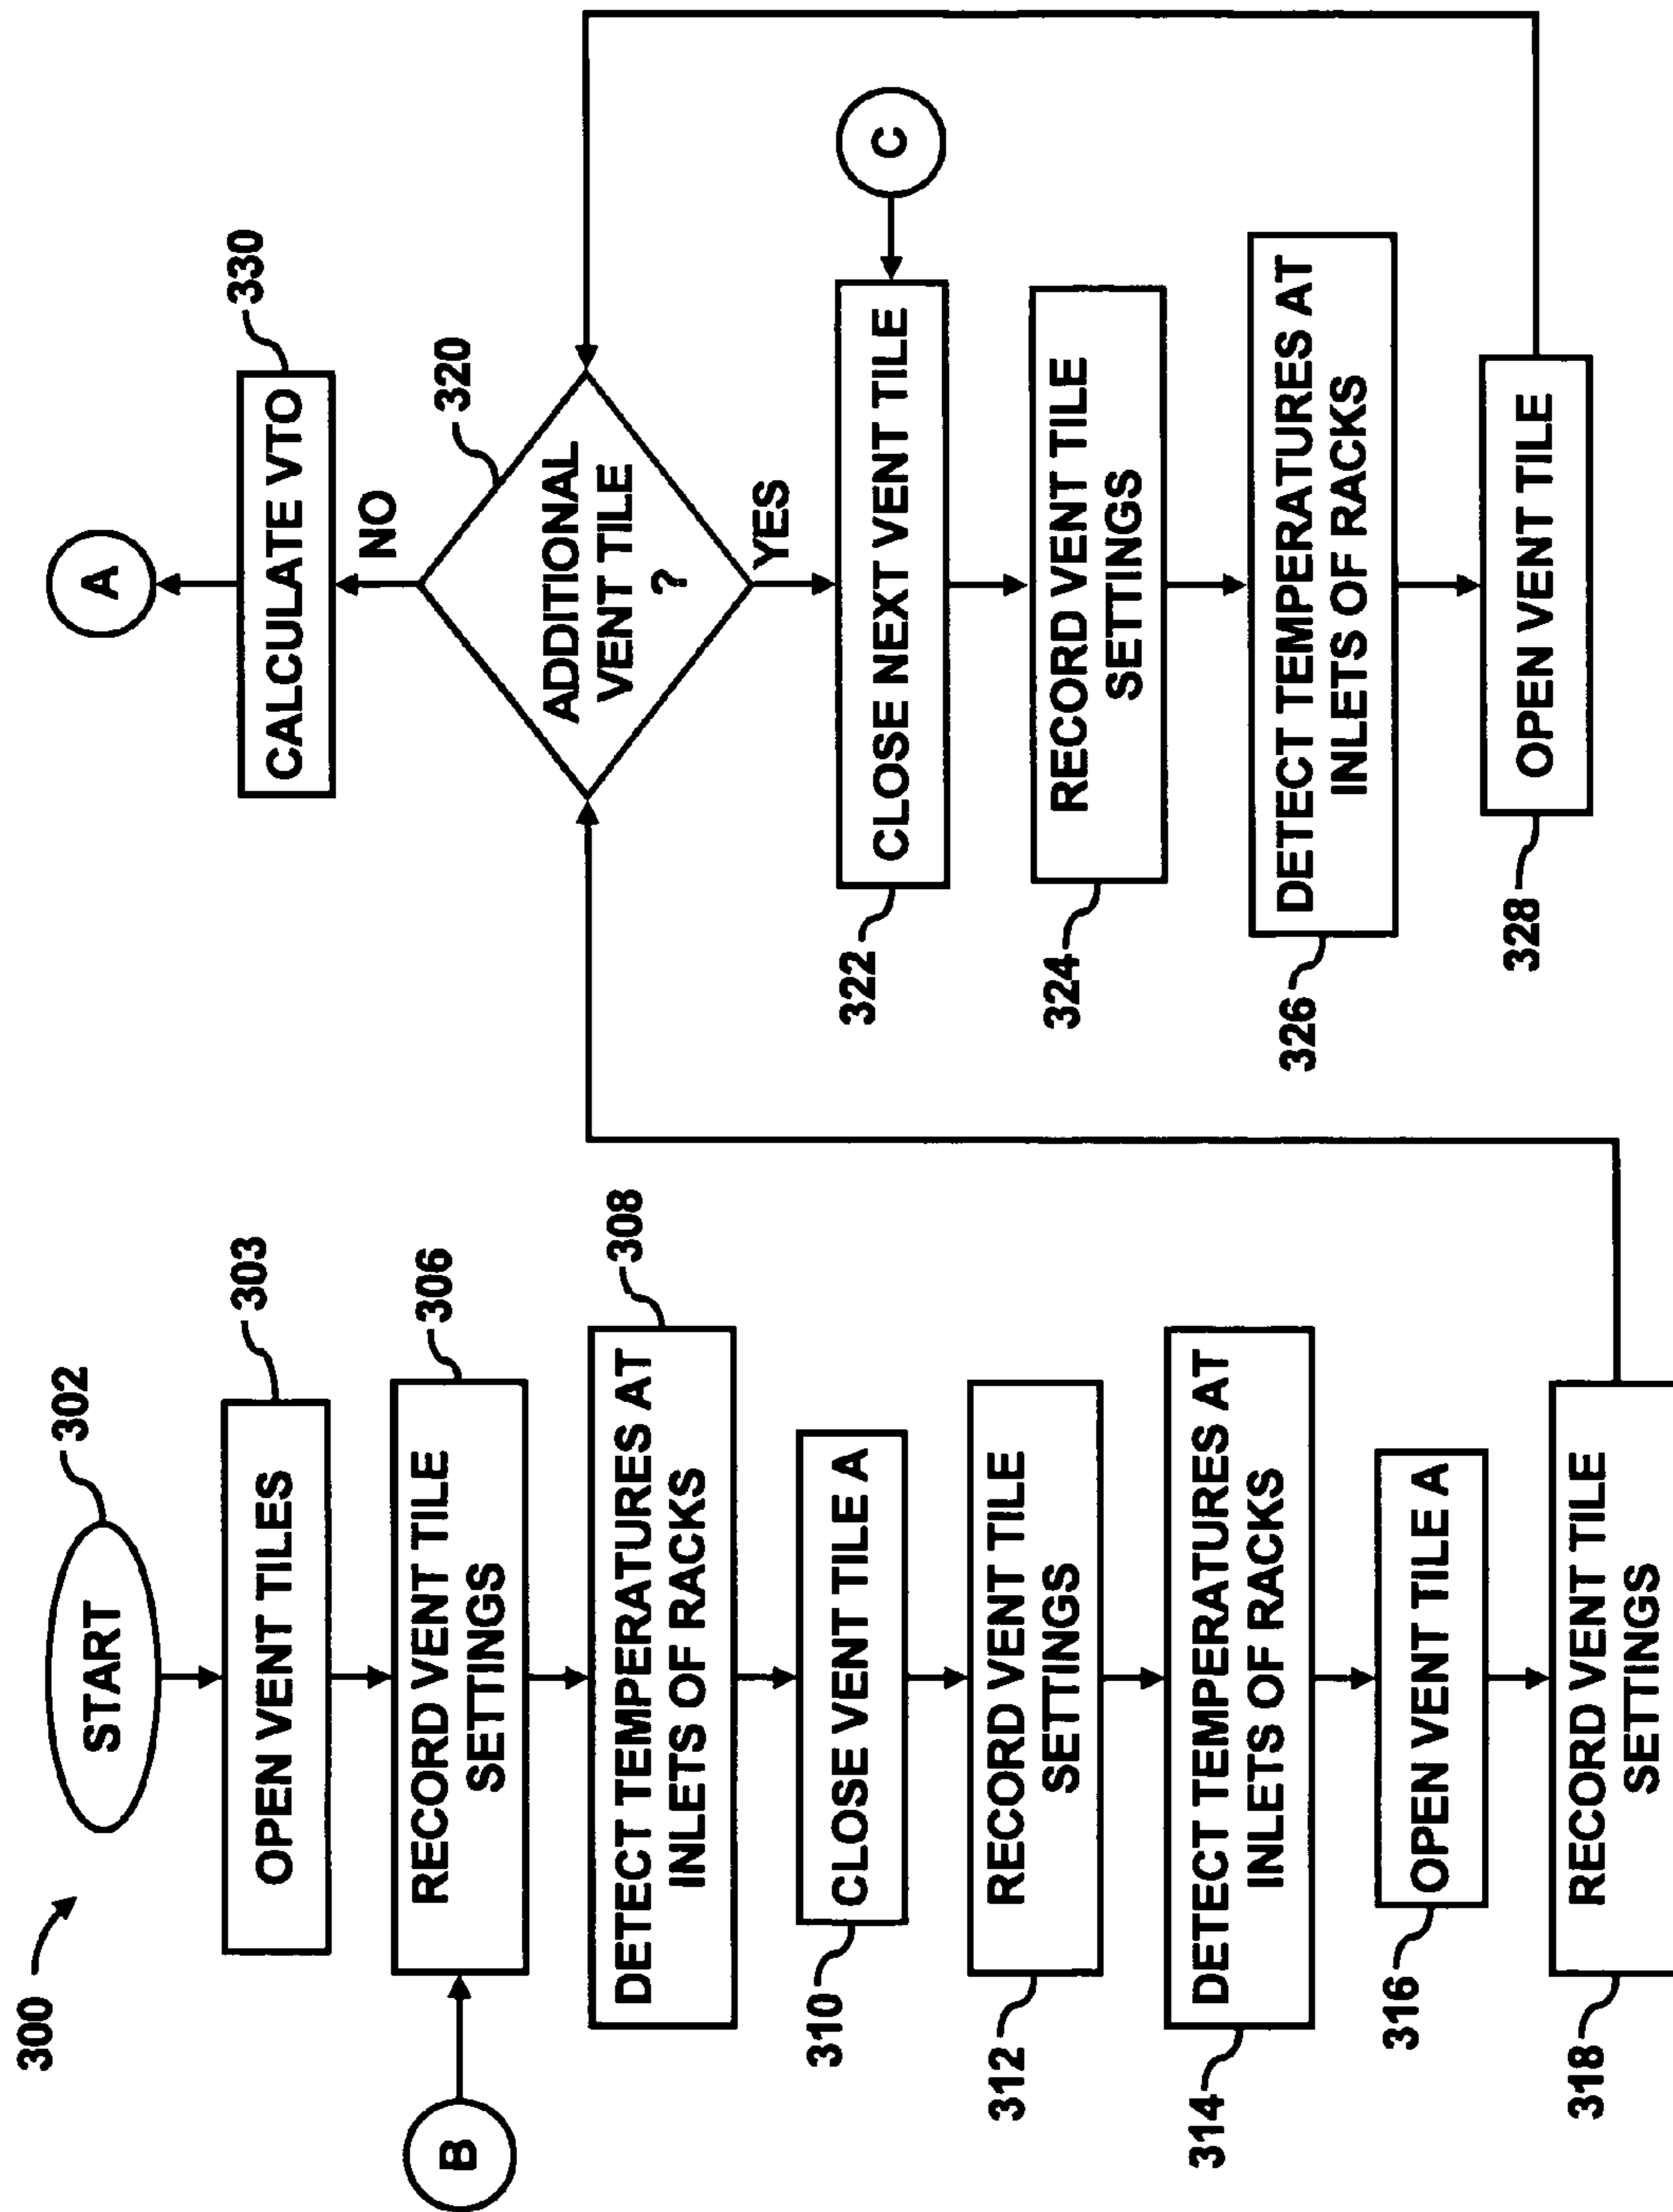 300
START
302
OPEN VENT TILES
303
B
RECORD VENT TILE
SETTINGS
306
DETECT TEMPERATURES AT
INLETS OF RACKS
308
CLOSE VENT TILE A
310
RECORD VENT TILE
SETTINGS
312
DETECT TEMPERATURES AT
INLETS OF RACKS
314
OPEN VENT TILE A
316
RECORD VENT TILE
SETTINGS
318
A
CALCULATE VTO
330
NO
ADDITIONAL
VENT TILE
?
320
YES
C
CLOSE NEXT VENT TILE
322
RECORD VENT TILE
SETTINGS
324
DETECT TEMPERATURES AT
INLETS OF RACKS
326
OPEN VENT TILE
328